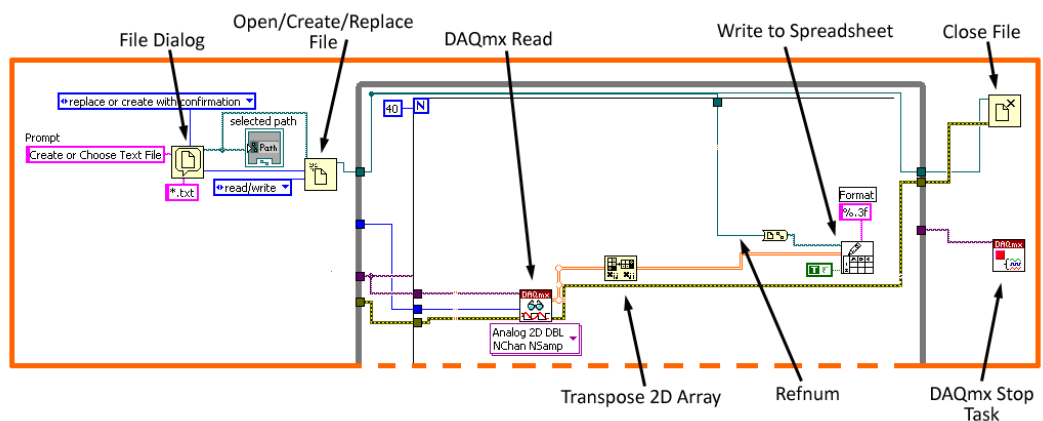 Open/Create/Replace
File
File Dialog
DAQmx Read
Write to Spreadsheet
Close File
replace or create with confirmation
40
N
selected path
Prompt
Path
Create or Choose Text File
*.txt
read/write
Format
%.3f
T F
DAQmx
DAQmx
Analog 2D DBL
NChan NSamp
Transpose 2D Array
Refnum
DAQmx Stop
Task